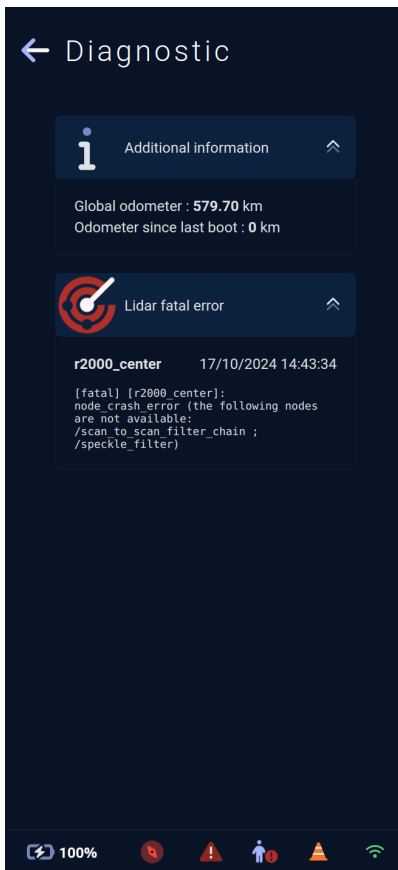 Diagnostic
Additional information
Global odometer : 579.70 km
Odometer since last boot : 0 km
Lidar fatal error
r2000_center 17/10/2024 14:43:34
[fatal] [r2000_center]:
node_crash_error (the following nodes
are not available:
/scan_to_scan_filter_chain ;
/speckle_filter)
100%